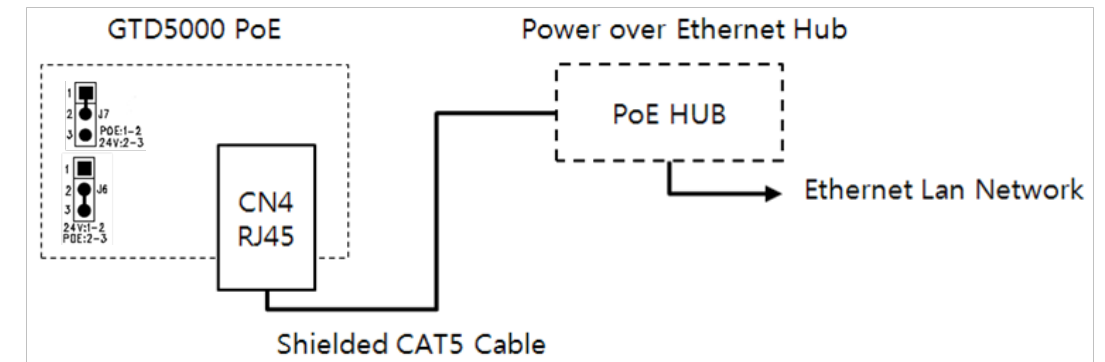 GTD5000 PoE
Power over Ethernet Hub
1
2 J7
3 POE:1-2
24V:2-3
1
2 J6
3
24V:1-2
POE:2-3
CN4
RJ45
PoE HUB
Ethernet Lan Network
Shielded CAT5 Cable